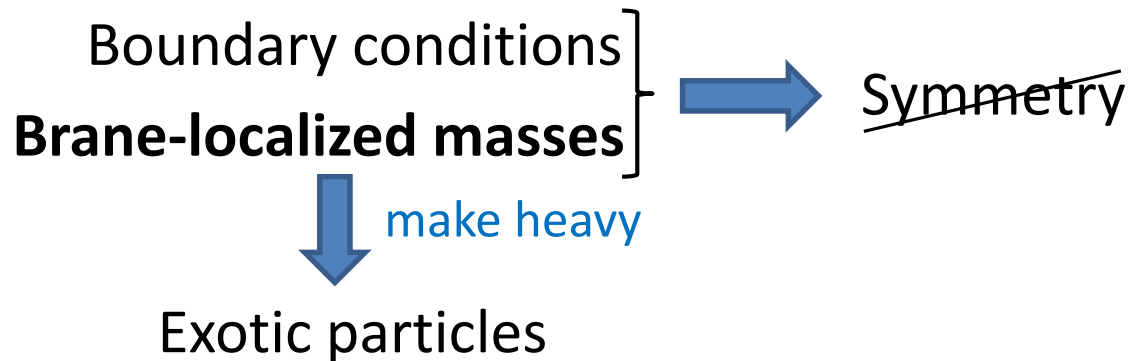 Boundary conditions
Brane-localized masses
Symmetry
make heavy
Exotic particles